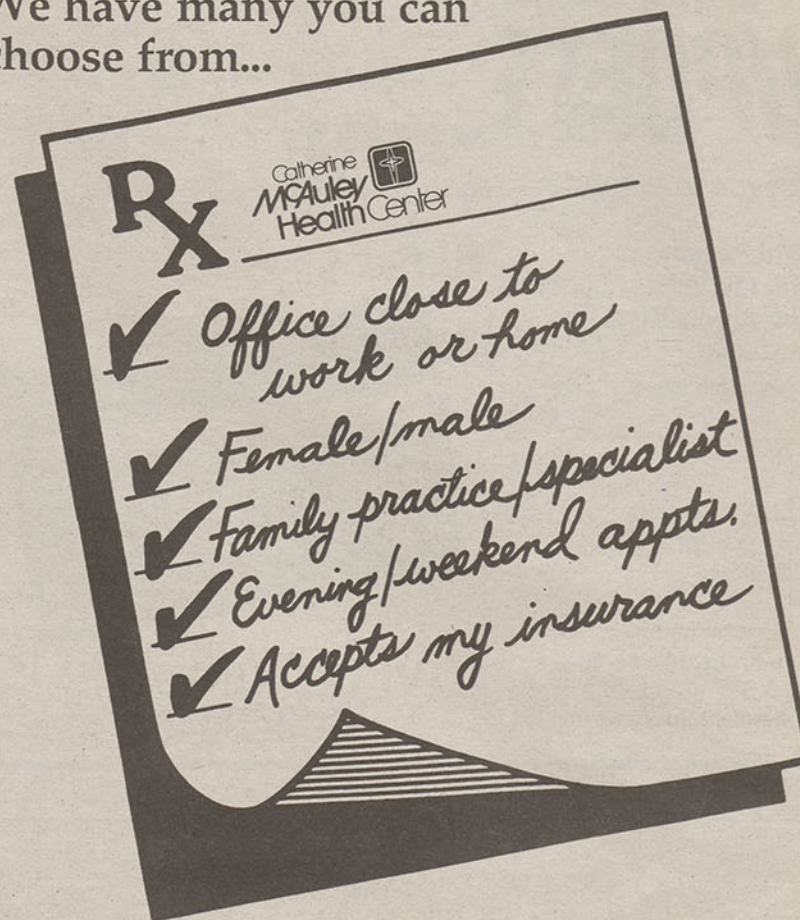 We have many you can
choose from...
Rx
Catherine
McAuley
Health Center
Office close to
work or home
Female/male
Family practice/specialist
Evening/weekend appts.
Accepts my insurance